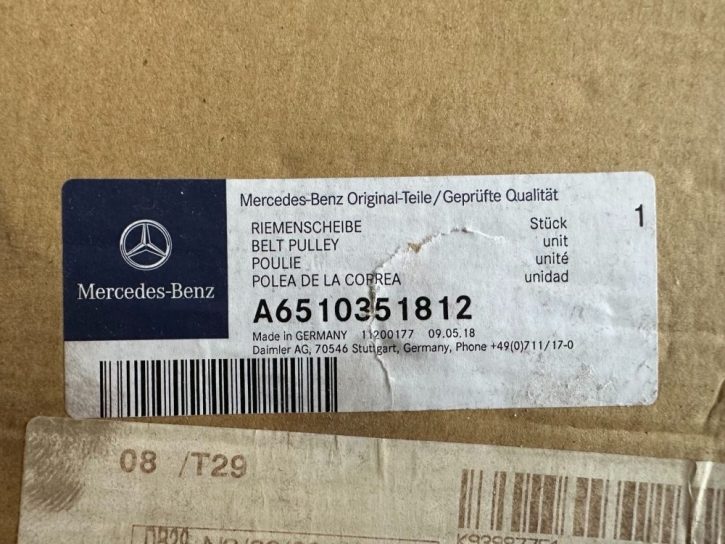 Mercedes-Benz Original-Teile/Geprüfte Qualität
RIEMENSCHEIBE Stück 1
BELT PULLEY unit
POULIE unité
POLEA DE LA CORREA unidad
Mercedes-Benz
A6510351812
Made in GERMANY 11200177 09.05.18
Daimler AG, 70546 Stuttgart, Germany, Phone +49(0)711/17-0
08 /T29